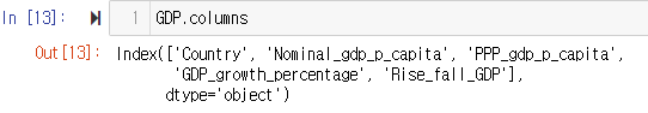 In [13]: 1 GDP.columns
Out[13]: Index(['Country', 'Nominal_gdp_p_capita', 'PPP_gdp_p_capita',
'GDP_growth_percentage', 'Rise_fall_GDP'],
dtype='object')